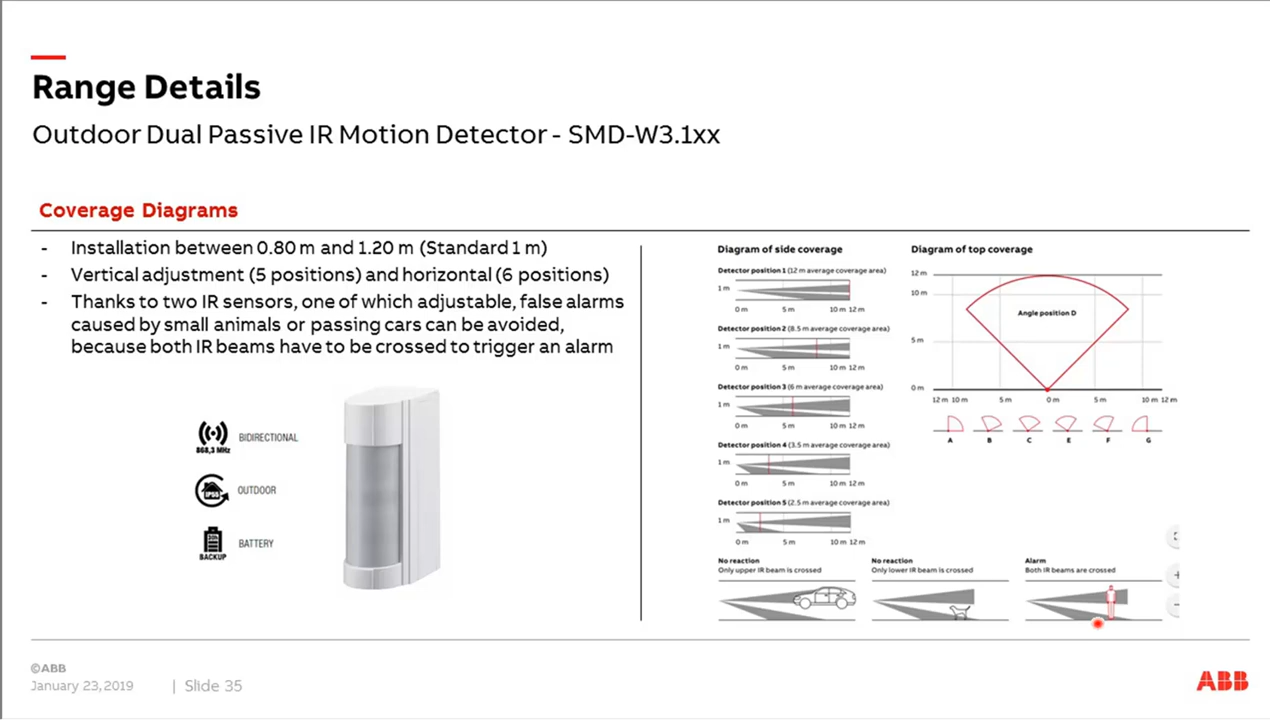 Range Details
Outdoor Dual Passive IR Motion Detector - SMD-W3.1xx
Coverage Diagrams
- Installation between 0.80 m and 1.20 m (Standard 1 m)
- Vertical adjustment (5 positions) and horizontal (6 positions)
- Thanks to two IR sensors, one of which adjustable, false alarms
caused by small animals or passing cars can be avoided,
because both IR beams have to be crossed to trigger an alarm
868,3 MHz
BIDIRECTIONAL
IP55
OUTDOOR
BACKUP
BATTERY
Diagram of side coverage
Detector position 1 (12 m average coverage area)
1 m
0 m 5 m 10 m 12 m
Detector position 2 (8.5 m average coverage area)
1 m
0 m 5 m 10 m 12 m
Detector position 3 (6 m average coverage area)
1 m
0 m 5 m 10 m 12 m
Detector position 4 (3.5 m average coverage area)
1 m
0 m 5 m 10 m 12 m
Detector position 5 (2.5 m average coverage area)
1 m
0 m 5 m 10 m 12 m
Diagram of top coverage
12 m
10 m
Angle position D
5 m
0 m
12 m 10 m 5 m 0 m 5 m 10 m 12 m
A B C E F G
No reaction
Only upper IR beam is crossed
No reaction
Only lower IR beam is crossed
Alarm
Both IR beams are crossed
©ABB
January 23, 2019 | Slide 35
ABB